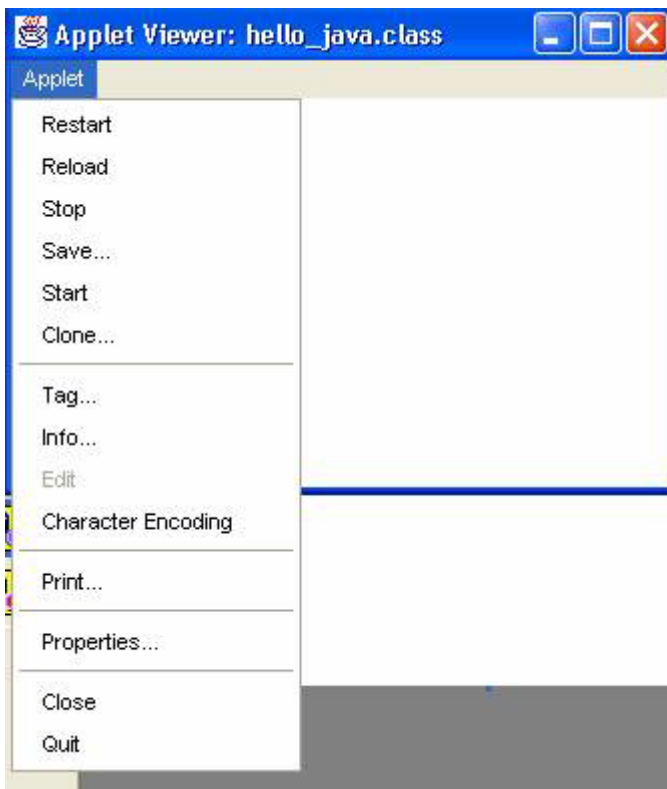 Applet Viewer: hello_java.class
Applet
Restart
Reload
Stop
Save...
Start
Clone...
Tag...
Info...
Edit
Character Encoding
Print...
Properties...
Close
Quit